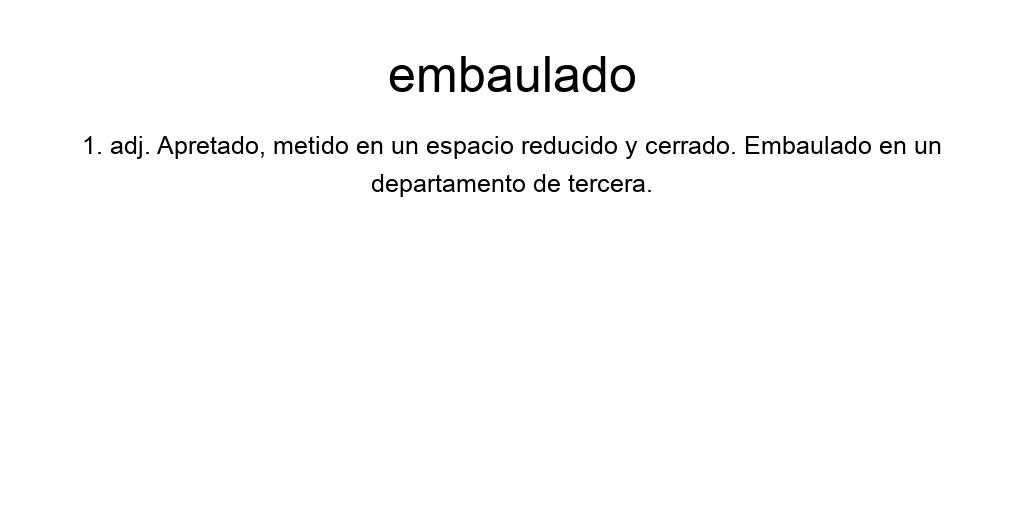 embaulado
1. adj. Apretado, metido en un espacio reducido y cerrado. Embaulado en un
departamento de tercera.